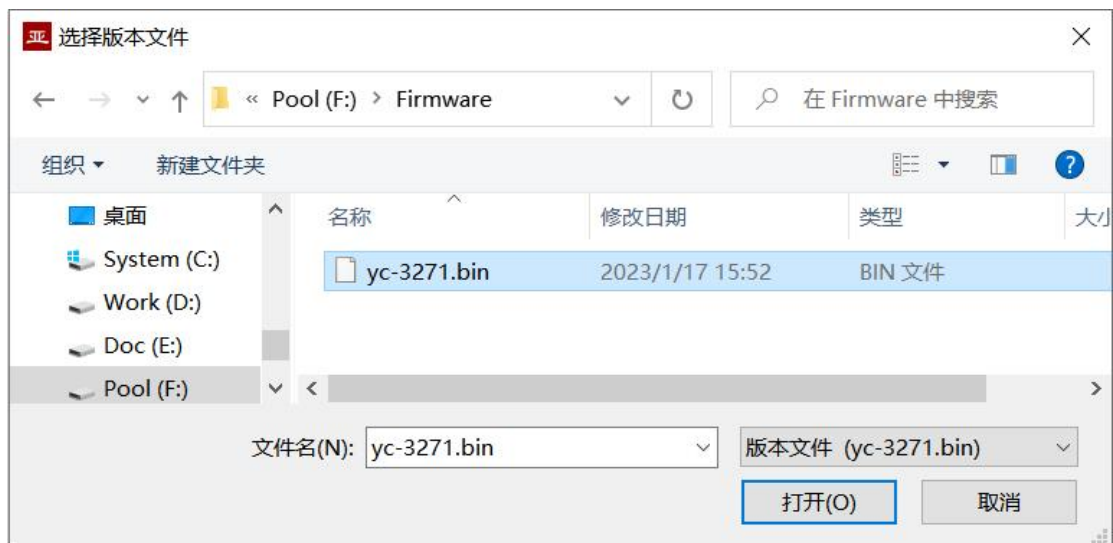 亚 选择版本文件
« Pool (F:) > Firmware 在 Firmware 中搜索
组织 新建文件夹 ?
桌面 名称 修改日期 类型 大小
System (C:)
yc-3271.bin 2023/1/17 15:52 BIN 文件
Work (D:)
Doc (E:)
Pool (F:)
文件名(N): yc-3271.bin 版本文件 (yc-3271.bin)
打开(O) 取消